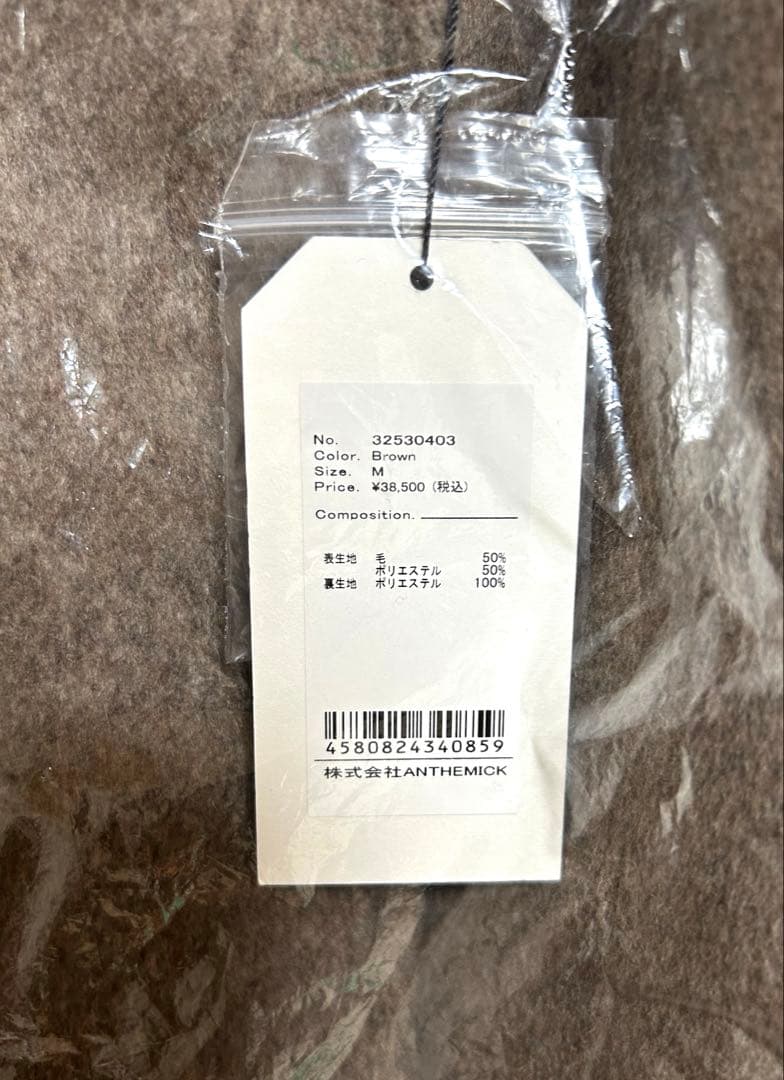 No. 32530403
Color. Brown
Size. M
Price. ¥38,500（税込）
Composition.
表生地 毛 50%
ポリエステル 50%
裏生地 ポリエステル 100%
4580824340859
株式会社ANTHEMICK